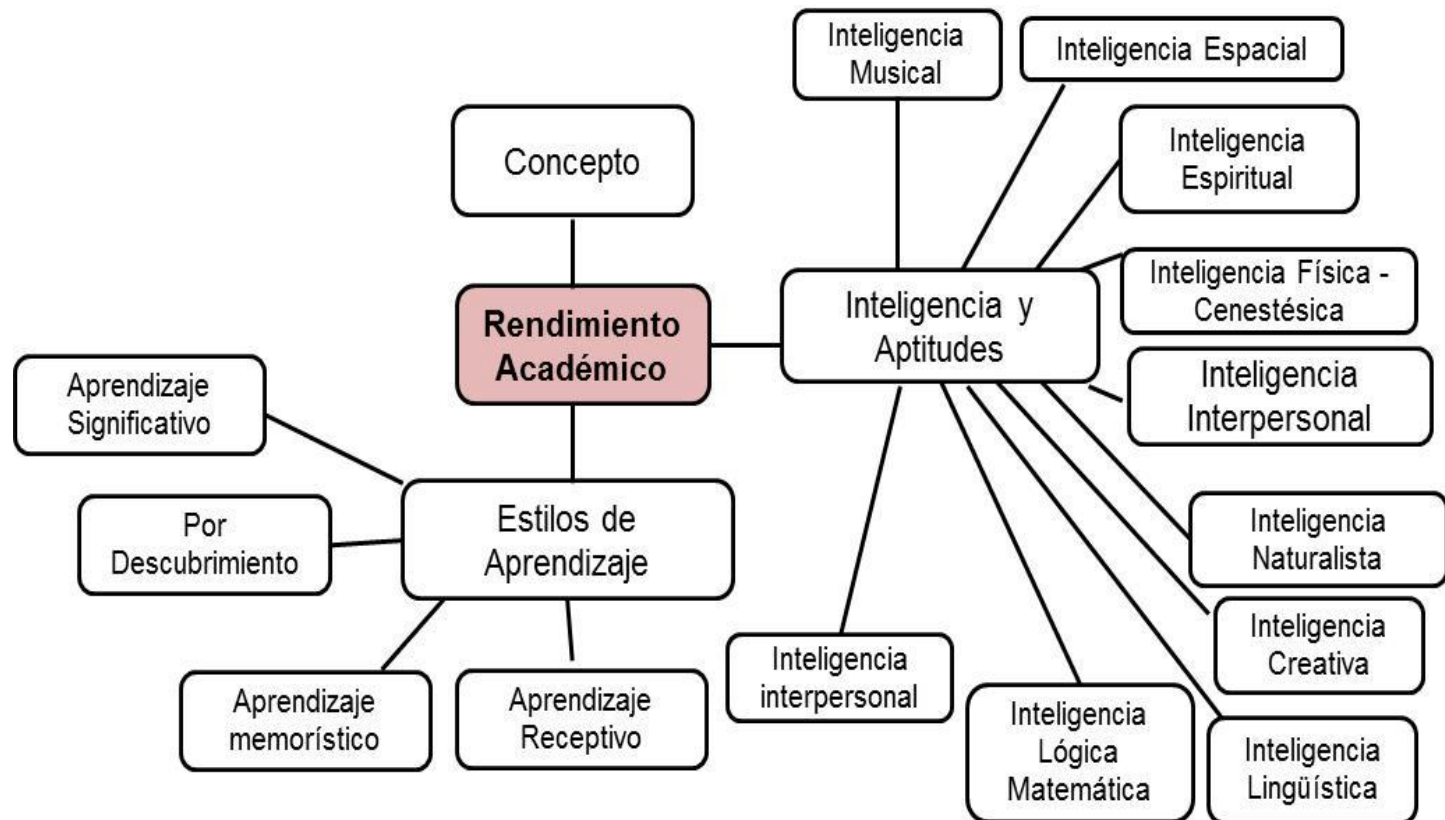 Inteligencia
Musical
Inteligencia Espacial
Concepto
Inteligencia
Espiritual
Inteligencia Física -
Cenestésica
Rendimiento
Académico
Inteligencia y
Aptitudes
Inteligencia
Interpersonal
Aprendizaje
Significativo
Por
Descubrimiento
Estilos de
Aprendizaje
Inteligencia
Naturalista
Inteligencia
Creativa
Inteligencia
interpersonal
Aprendizaje
memorístico
Aprendizaje
Receptivo
Inteligencia
Lógica
Matemática
Inteligencia
Lingüística